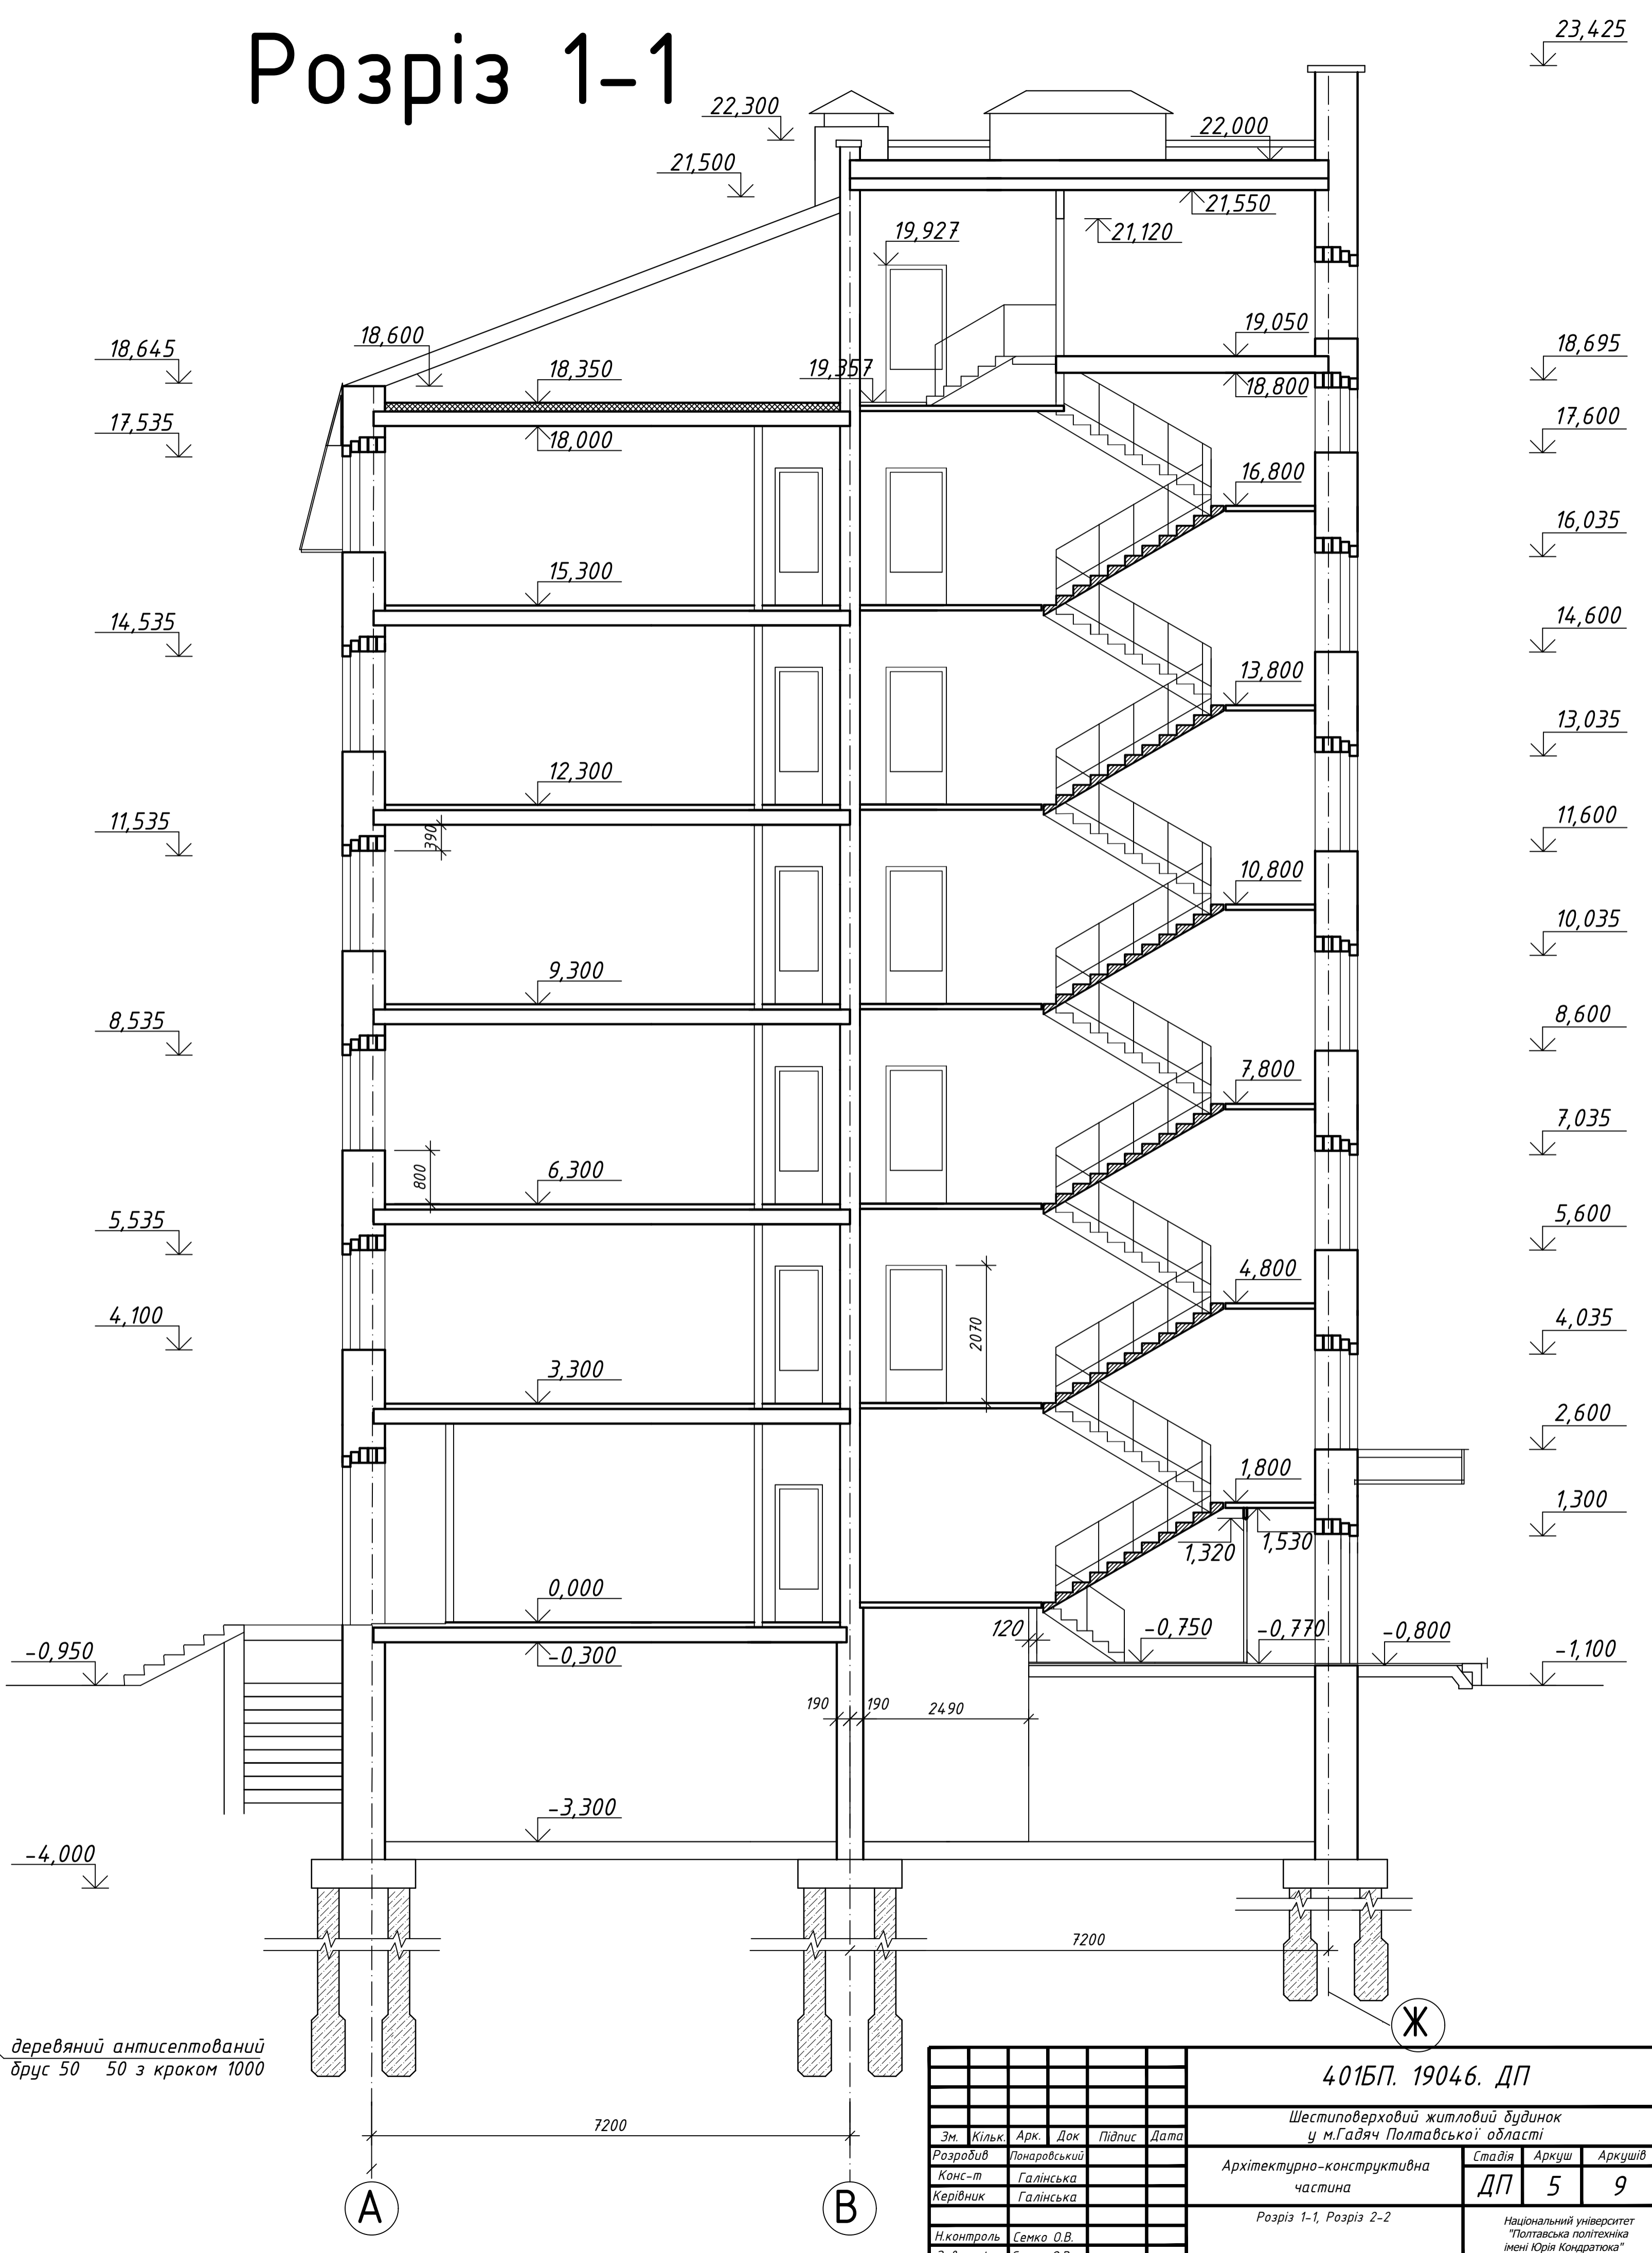 Розріз 1-1
23,425
22,300
22,000
21,500
21,550
21,120
19,927
19,050
18,645
18,600
18,350
19,357
18,800
18,695
17,535
18,000
17,600
16,800
16,035
15,300
14,535
14,600
13,800
13,035
12,300
11,535
390
11,600
10,800
10,035
9,300
8,535
8,600
7,800
7,035
800
6,300
5,535
5,600
4,800
4,100
2070
4,035
3,300
2,600
1,800
1,300
1,320
1,530
0,000
-0,950
-0,300
120
-0,750
-0,770
-0,800
-1,100
190
190
2490
-3,300
-4,000
7200
Ж
деревяний антисептований
брус 50 50 з кроком 1000
7200
А
В
401БП. 19046. ДП
Шестиповерховий житловий будинок
у м.Гадяч Полтавської області
Зм. Кільк. Арк. Док Підпис Дата
Розробив Понаровський
Конс-т Галінська
Керівник Галінська
Н.контроль Семко О.В.
Архітектурно-конструктивна
частина
Стадія Аркуш Аркушів
ДП 5 9
Розріз 1-1, Розріз 2-2
Національний університет
"Полтавська політехніка
імені Юрія Кондратюка"